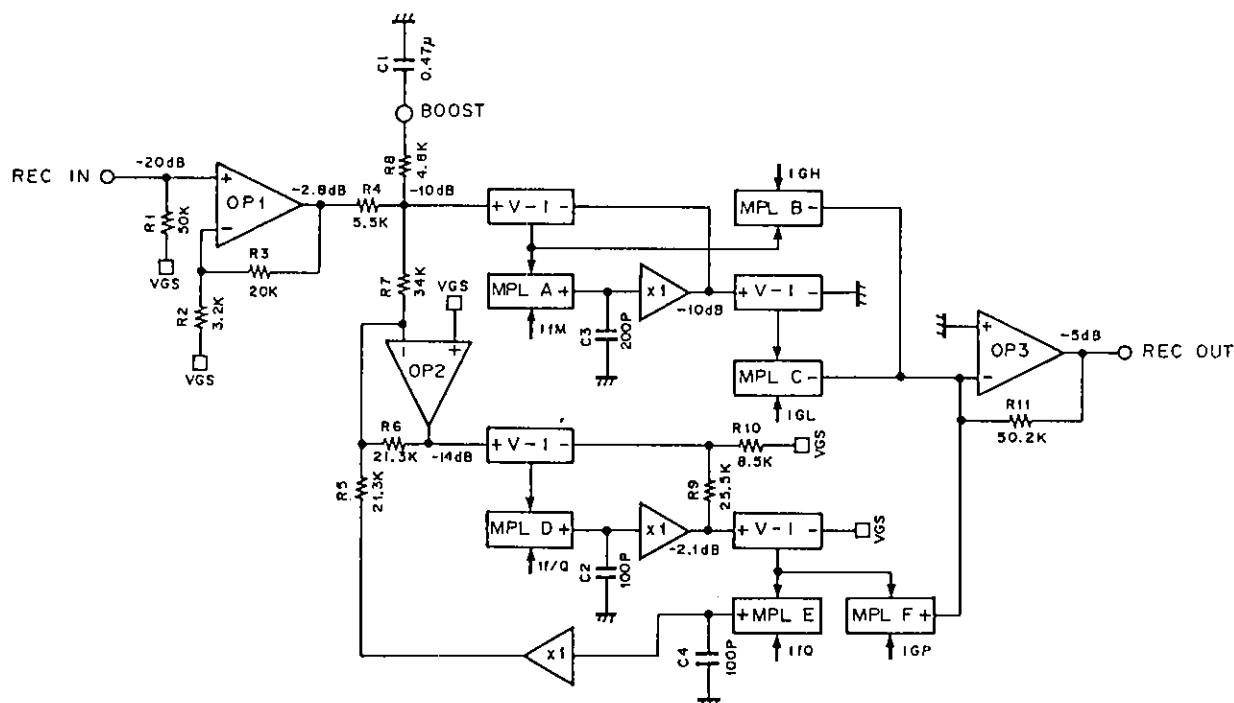 C1
0.47μ
BOOST
R8
4.8K
REC IN
-20dB
OP1
+
-
R1
50K
VGS
R2
3.2K
VGS
R3
20K
-2.8dB
R4
5.5K
-10dB
+ V - I -
IGH
MPL B -
MPL A +
IfM
C3
200P
x1
-10dB
+ V - I -
MPL C -
IGL
R7
34K
VGS
-
+
OP2
+
-
OP3
-5dB
REC OUT
R11
50.2K
R6
21.3K
-14dB
+ V - I -
R10
8.5K
VGS
R5
21.3K
R9
25.5K
MPL D +
If/Q
C2
100P
x1
-2.1dB
+ V - I -
VGS
+ MPL E
IfQ
MPL F +
IGP
x1
C4
100P